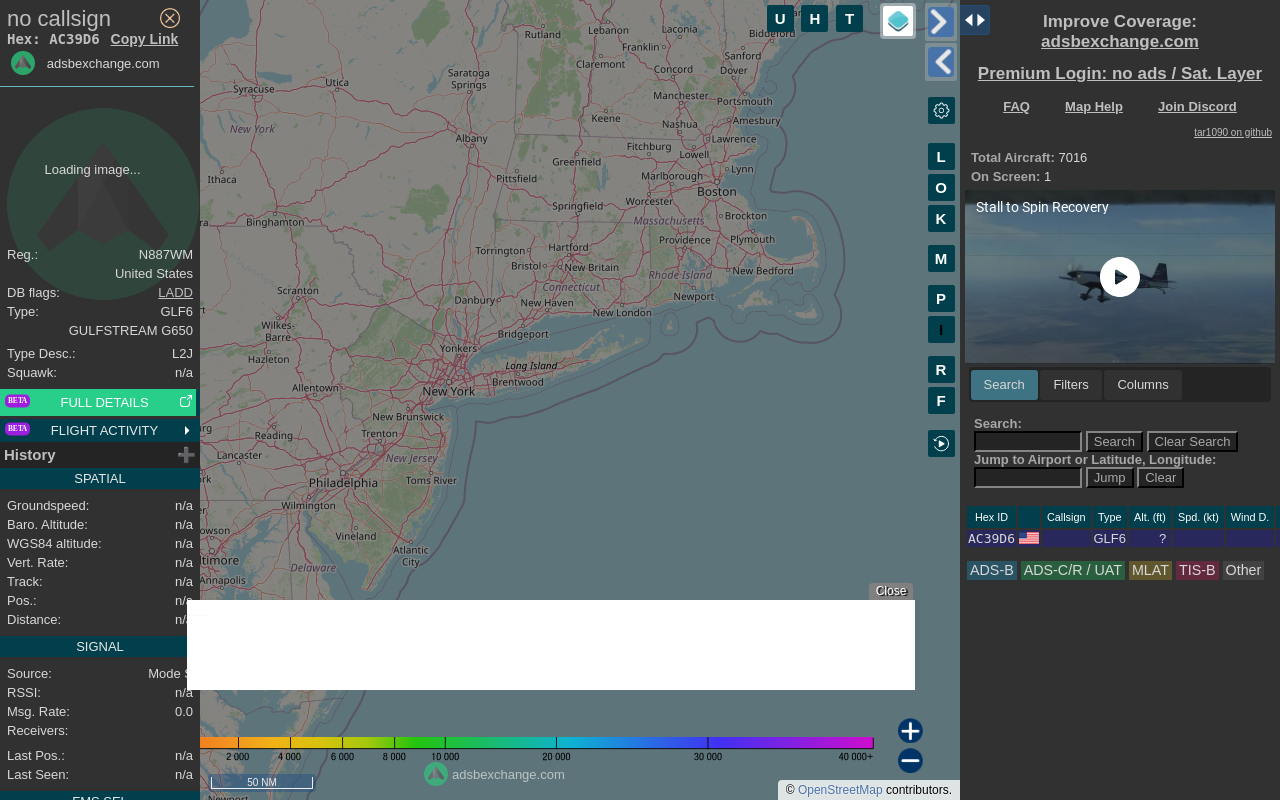 no callsign
Hex: AC39D6 Copy Link
adsbexchange.com
Loading image...
Reg.: N887WM
United States
DB flags: LADD
Type: GLF6
GULFSTREAM G650
Type Desc.: L2J
Squawk: n/a
BETA FULL DETAILS
BETA FLIGHT ACTIVITY
History
SPATIAL
Groundspeed: n/a
Baro. Altitude: n/a
WGS84 altitude: n/a
Vert. Rate: n/a
Track: n/a
Pos.: n/a
Distance: n/a
SIGNAL
Source: Mode S
RSSI: n/a
Msg. Rate: 0.0
Receivers:
Last Pos.: n/a
Last Seen: n/a
FMS SEL
U H T
L
O
K
M
P
I
R
F
Rutland
Lebanon
Laconia
Biddeford
Franklin
Sanford
Claremont
Concord
Dover
Saratoga
Springs
Utica
Syracuse
Manchester
Portsmouth
Keene
Nashua
Amesbury
New York
Albany
Fitchburg
Lawrence
Greenfield
Lowell
Lynn
Ithaca
Pittsfield
Marlborough
Boston
Worcester
Springfield
Massachusetts
Brockton
Binghamton
Torrington
Hartford
Providence
Plymouth
Bristol
New Britain
Rhode Island
New Bedford
Connecticut
Scranton
Danbury
New Haven
New London
Newport
Wilkes-
Barre
Bridgeport
Yonkers
Hazleton
Long Island
Brentwood
Allentown
New York
New Brunswick
Reading
Trenton
Lancaster
New Jersey
Philadelphia
Toms River
Wilmington
Vineland
Atlantic
City
Annapolis
Delaware
Newport
Close
2 000 4 000 6 000 8 000 10 000 20 000 30 000 40 000+
adsbexchange.com
50 NM
© OpenStreetMap contributors.
Improve Coverage:
adsbexchange.com
Premium Login: no ads / Sat. Layer
FAQ Map Help Join Discord
tar1090 on github
Total Aircraft: 7016
On Screen: 1
Stall to Spin Recovery
Search Filters Columns
Search:
Search Clear Search
Jump to Airport or Latitude, Longitude:
Jump Clear
Hex ID Callsign Type Alt. (ft) Spd. (kt) Wind D.
AC39D6 GLF6 ?
ADS-B ADS-C/R / UAT MLAT TIS-B Other